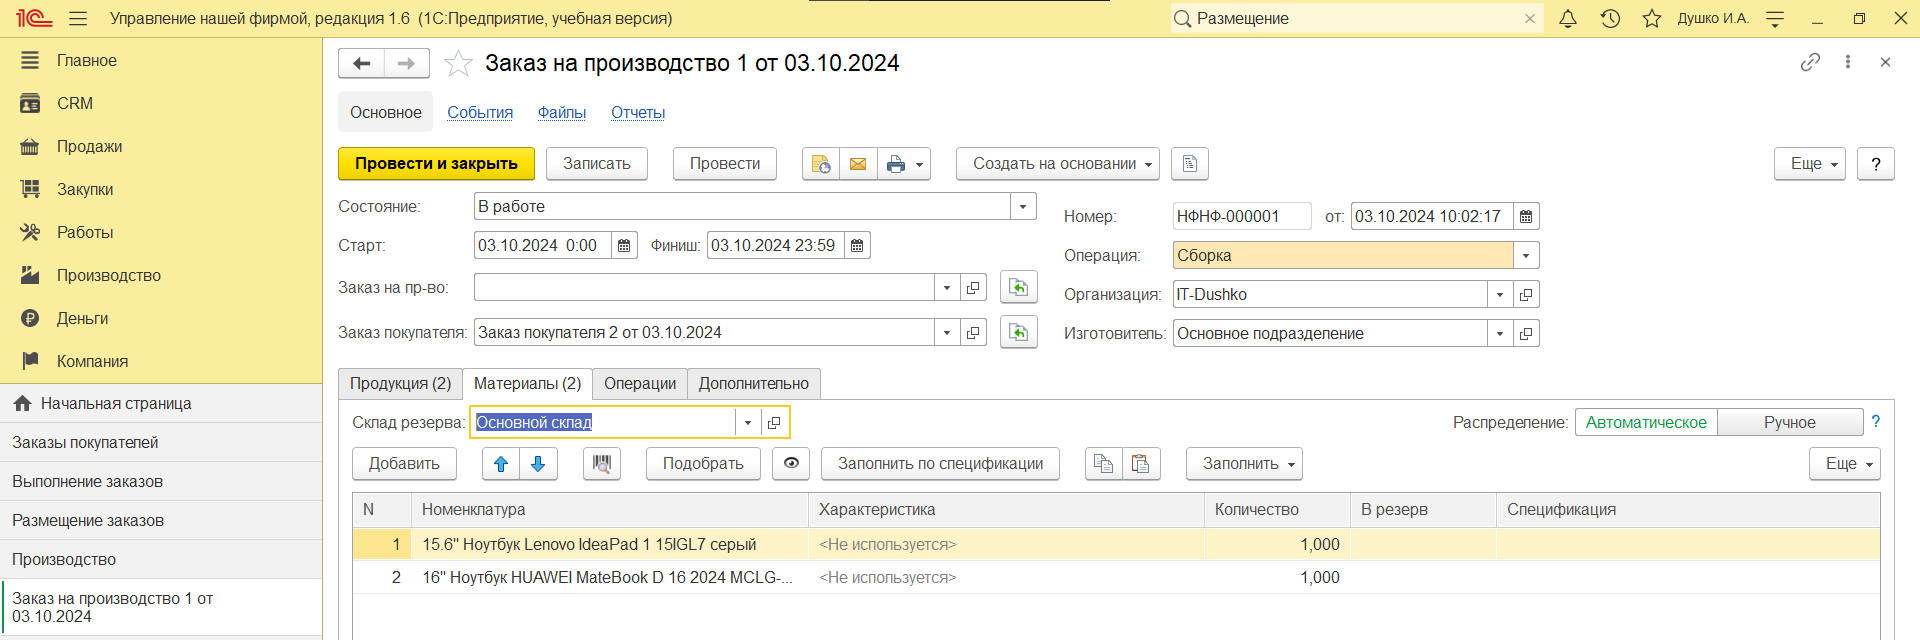 1С Управление нашей фирмой, редакция 1.6 (1С:Предприятие, учебная версия) Размещение Душко И.А.
Главное
CRM
Продажи
Закупки
Работы
Производство
Деньги
Компания
Начальная страница
Заказы покупателей
Выполнение заказов
Размещение заказов
Производство
Заказ на производство 1 от
03.10.2024
Заказ на производство 1 от 03.10.2024
Основное События Файлы Отчеты
Провести и закрыть Записать Провести Создать на основании Еще ?
Состояние: В работе
Номер: НФНФ-000001 от: 03.10.2024 10:02:17
Старт: 03.10.2024 0:00 Финиш: 03.10.2024 23:59
Операция: Сборка
Заказ на пр-во:
Организация: IT-Dushko
Заказ покупателя: Заказ покупателя 2 от 03.10.2024
Изготовитель: Основное подразделение
Продукция (2) Материалы (2) Операции Дополнительно
Склад резерва: Основной склад Распределение: Автоматическое Ручное ?
Добавить Подобрать Заполнить по спецификации Заполнить Еще
N Номенклатура Характеристика Количество В резерв Спецификация
1 15.6" Ноутбук Lenovo IdeaPad 1 15IGL7 серый <Не используется> 1,000
2 16" Ноутбук HUAWEI MateBook D 16 2024 MCLG-... <Не используется> 1,000